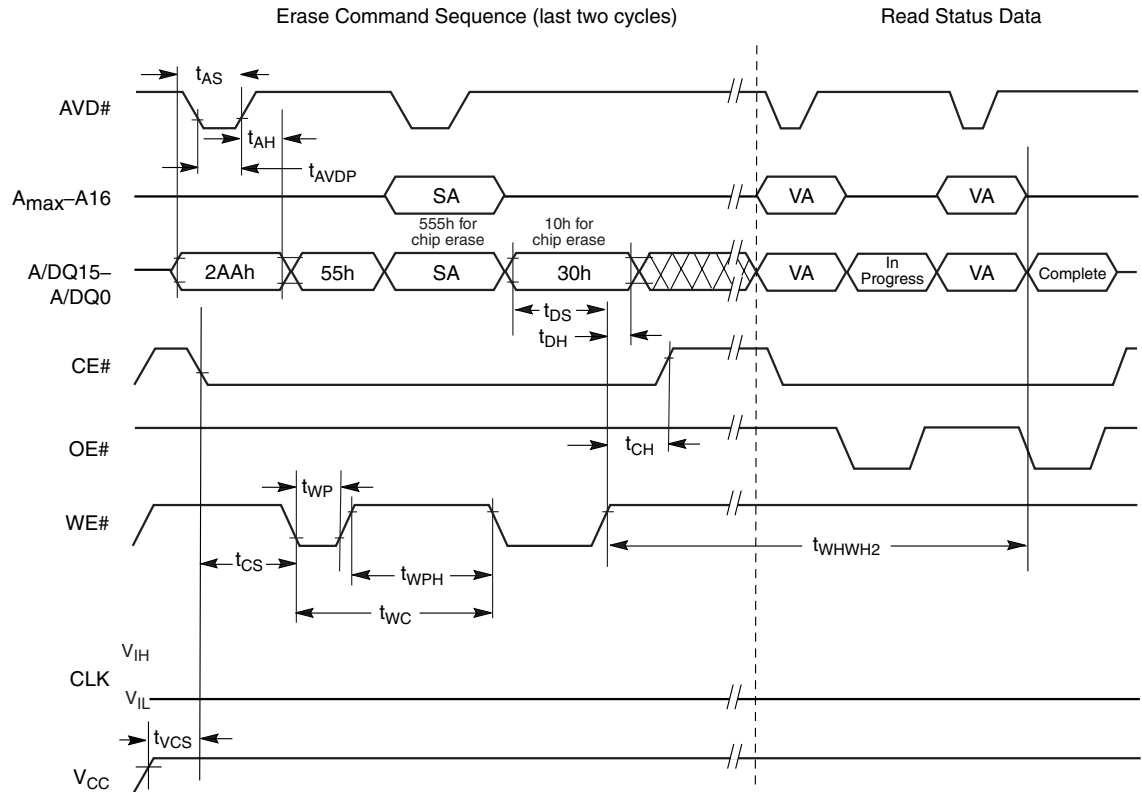 Erase Command Sequence (last two cycles)
Read Status Data
tAS
AVD#
tAH
tAVDP
Amax–A16
SA
VA
VA
555h for
chip erase
10h for
chip erase
A/DQ15–
A/DQ0
2AAh
55h
SA
30h
VA
In
Progress
VA
Complete
tDS
tDH
CE#
OE#
tCH
tWP
WE#
tCS
tWPH
tWHWH2
tWC
VIH
CLK
VIL
tVCS
VCC